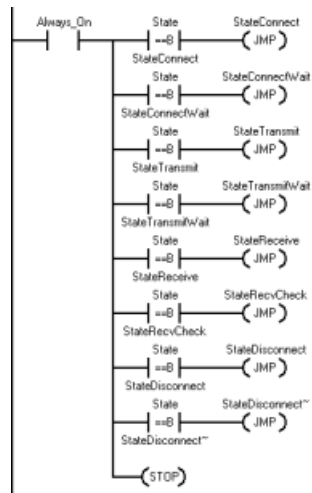 Always_On State StateConnect
==B (JMP)
StateConnect
State StateConnectWait
==B (JMP)
StateConnectWait
State StateTransmit
==B (JMP)
StateTransmit
State StateTransmitWait
==B (JMP)
StateTransmitWait
State StateReceive
==B (JMP)
StateReceive
State StateRecvCheck
==B (JMP)
StateRecvCheck
State StateDisconnect
==B (JMP)
StateDisconnect
State StateDisconnect~
==B (JMP)
StateDisconnect~
(STOP)